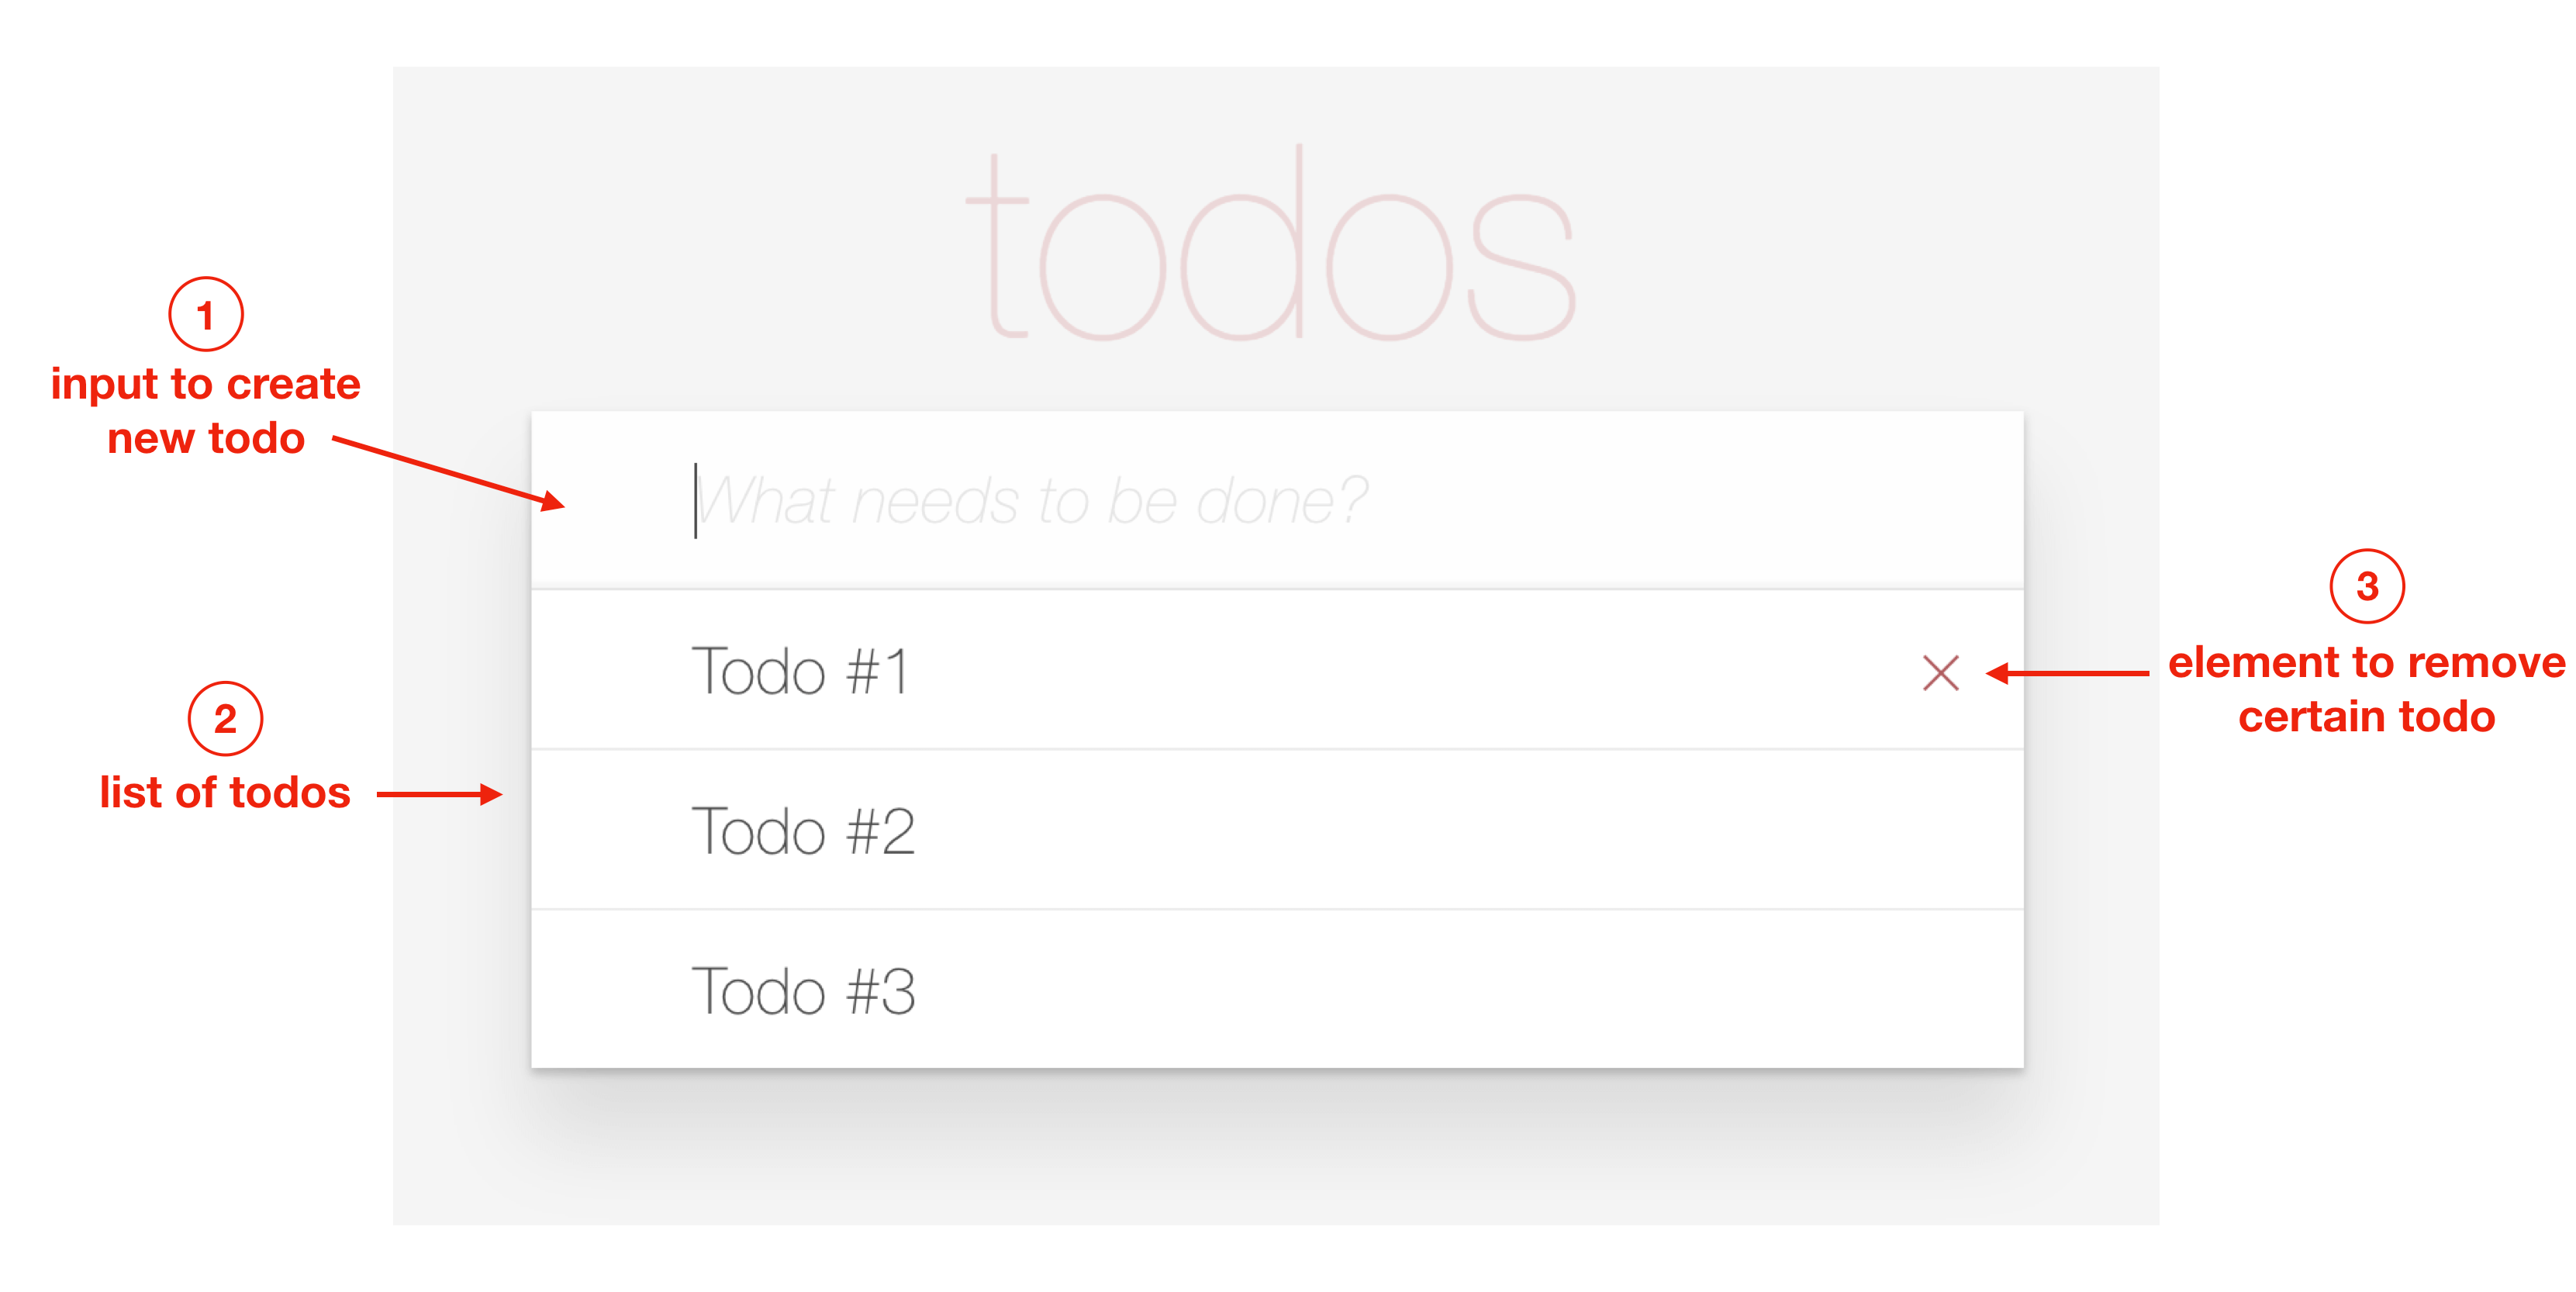 todos
1
input to create
new todo
What needs to be done?
Todo #1
3
element to remove
certain todo
2
list of todos
Todo #2
Todo #3